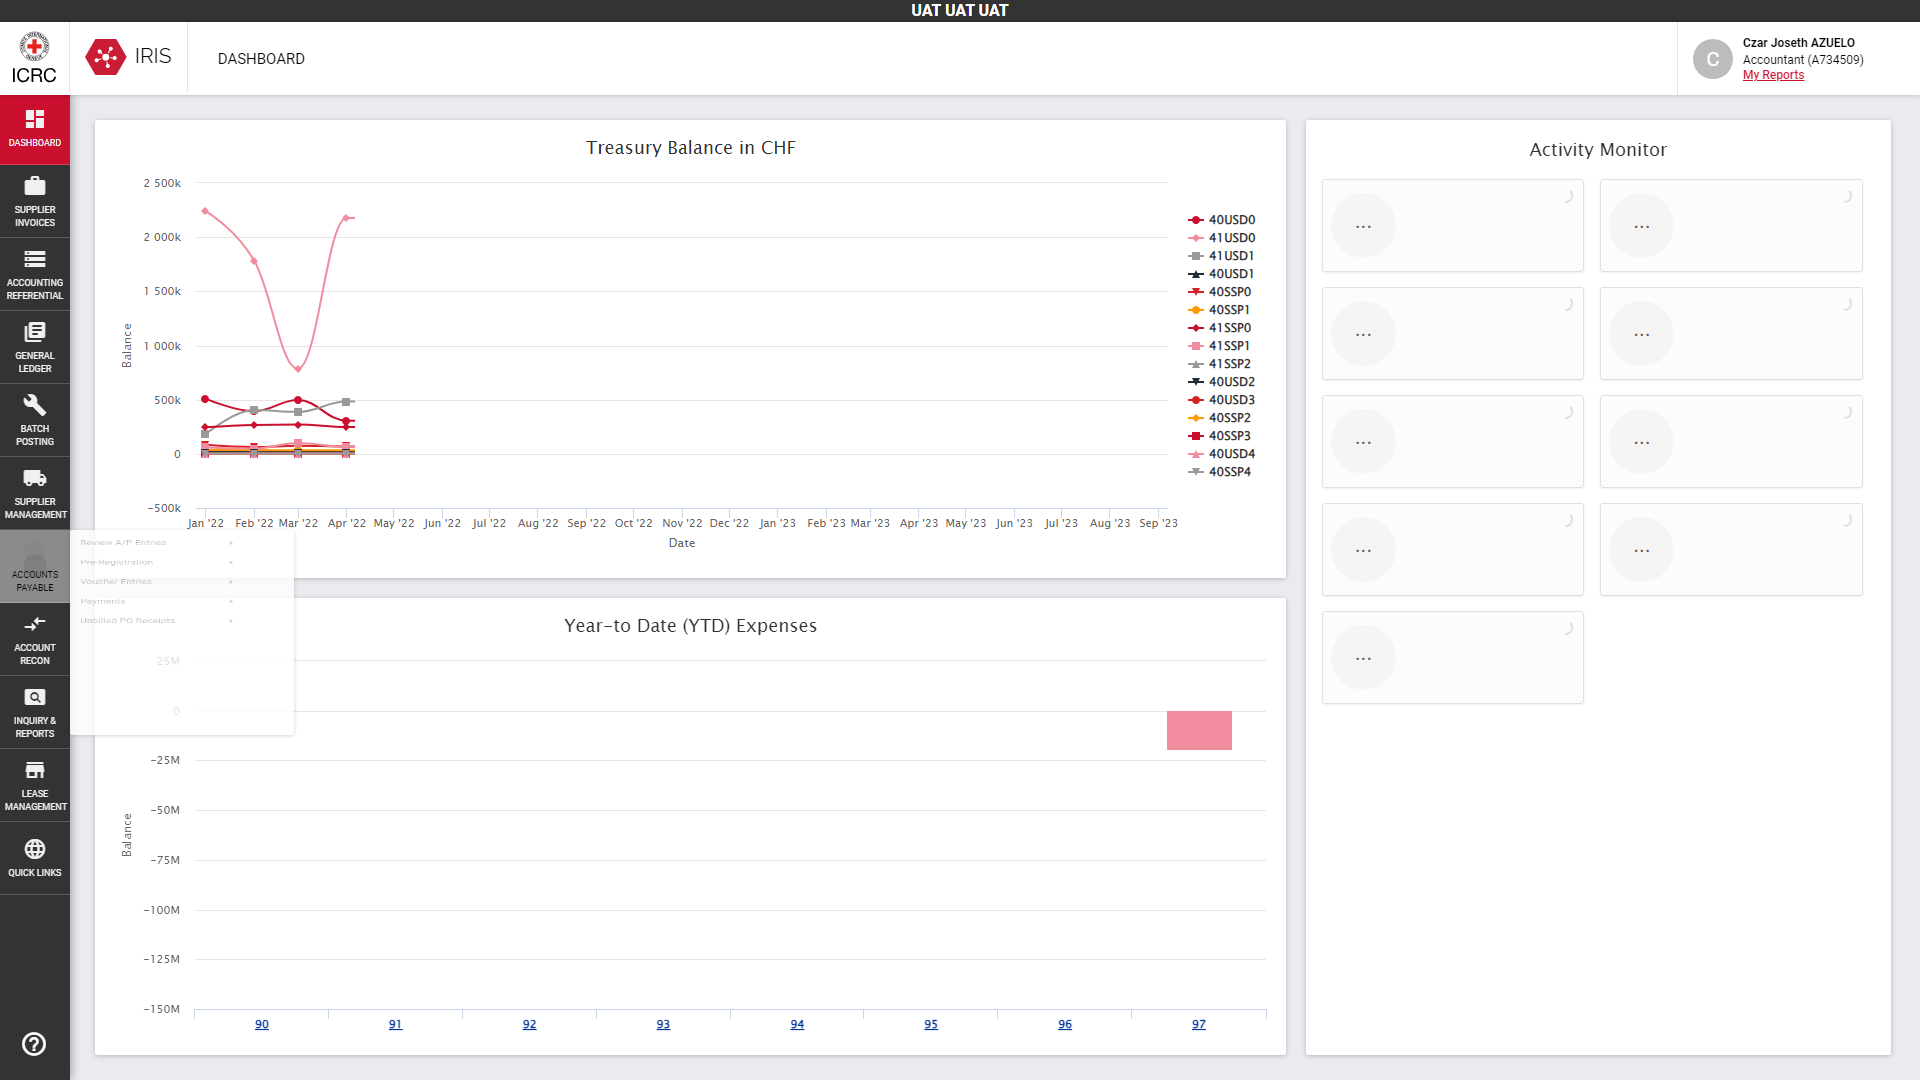 UAT UAT UAT
ICRC
IRIS
DASHBOARD
C
Czar Joseth AZUELO
Accountant (A734509)
My Reports
DASHBOARD
SUPPLIER
INVOICES
ACCOUNTING
REFERENTIAL
GENERAL
LEDGER
BATCH
POSTING
SUPPLIER
MANAGEMENT
ACCOUNTS
PAYABLE
ACCOUNT
RECON
INQUIRY &
REPORTS
LEASE
MANAGEMENT
QUICK LINKS
Review A/P Entries
Pre-Registration
Voucher Entries
Payments
Unbilled PO Receipts
Treasury Balance in CHF
2 500k
2 000k
1 500k
1 000k
500k
0
−500k
Balance
Jan '22 Feb '22 Mar '22 Apr '22 May '22 Jun '22 Jul '22 Aug '22 Sep '22 Oct '22 Nov '22 Dec '22 Jan '23 Feb '23 Mar '23 Apr '23 May '23 Jun '23 Jul '23 Aug '23 Sep '23
Date
40USD0
41USD0
41USD1
40USD1
40SSP0
40SSP1
41SSP0
41SSP1
41SSP2
40USD2
40USD3
40SSP2
40SSP3
40USD4
40SSP4
Year-to Date (YTD) Expenses
25M
0
−25M
−50M
−75M
−100M
−125M
−150M
Balance
90 91 92 93 94 95 96 97
Activity Monitor
... ...
... ...
... ...
... ...
...